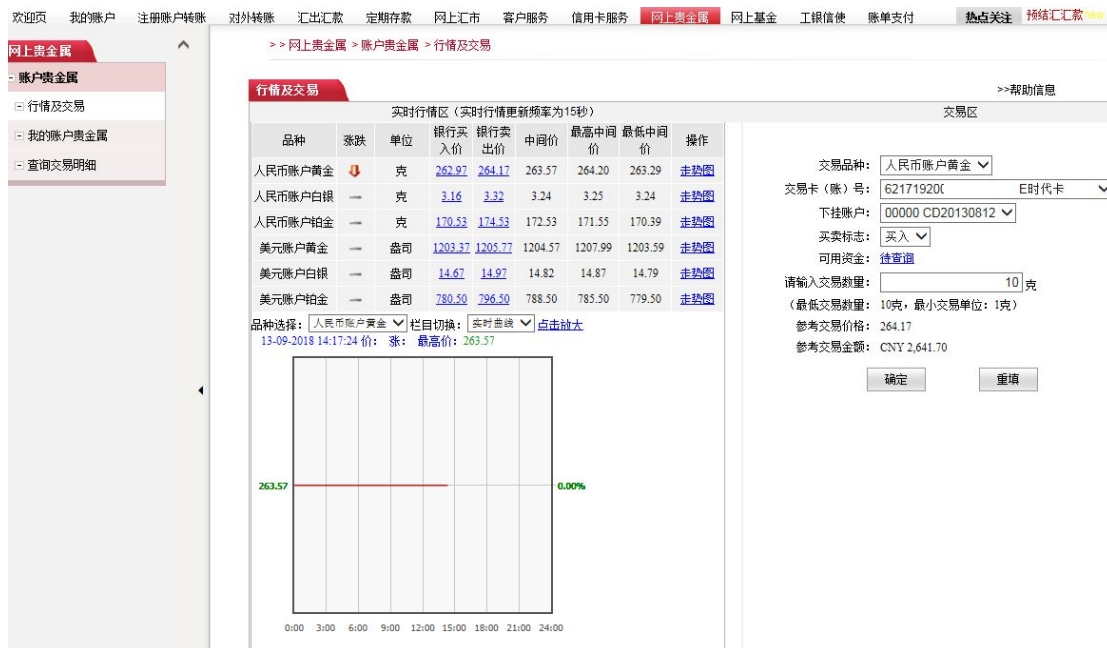 欢迎页 我的账户 注册账户转账 对外转账 汇出汇款 定期存款 网上汇市 客户服务 信用卡服务 网上贵金属 网上基金 工银信使 账单支付 热点关注 预结汇汇款new
网上贵金属
账户贵金属
行情及交易
我的账户贵金属
查询交易明细
>>网上贵金属 >账户贵金属 >行情及交易
行情及交易
>>帮助信息
实时行情区（实时行情更新频率为15秒）
品种 涨跌 单位 银行买入价 银行卖出价 中间价 最高中间价 最低中间价 操作
人民币账户黄金 克 262.97 264.17 263.57 264.20 263.29 走势图
人民币账户白银 — 克 3.16 3.32 3.24 3.25 3.24 走势图
人民币账户铂金 — 克 170.53 174.53 172.53 171.55 170.39 走势图
美元账户黄金 — 盎司 1203.37 1205.77 1204.57 1207.99 1203.59 走势图
美元账户白银 — 盎司 14.67 14.97 14.82 14.87 14.79 走势图
美元账户铂金 — 盎司 780.50 796.50 788.50 785.50 779.50 走势图
品种选择： 人民币账户黄金 栏目切换： 实时曲线 点击放大
13-09-2018 14:17:24 价： 涨： 最高价：263.57
263.57 0.00%
0:00 3:00 6:00 9:00 12:00 15:00 18:00 21:00 24:00
交易区
交易品种： 人民币账户黄金
交易卡（账）号： 62171920( E时代卡
下挂账户： 00000 CD20130812
买卖标志： 买入
可用资金： 待查询
请输入交易数量： 10 克
（最低交易数量： 10克，最小交易单位：1克）
参考交易价格： 264.17
参考交易金额： CNY 2,641.70
确定 重填